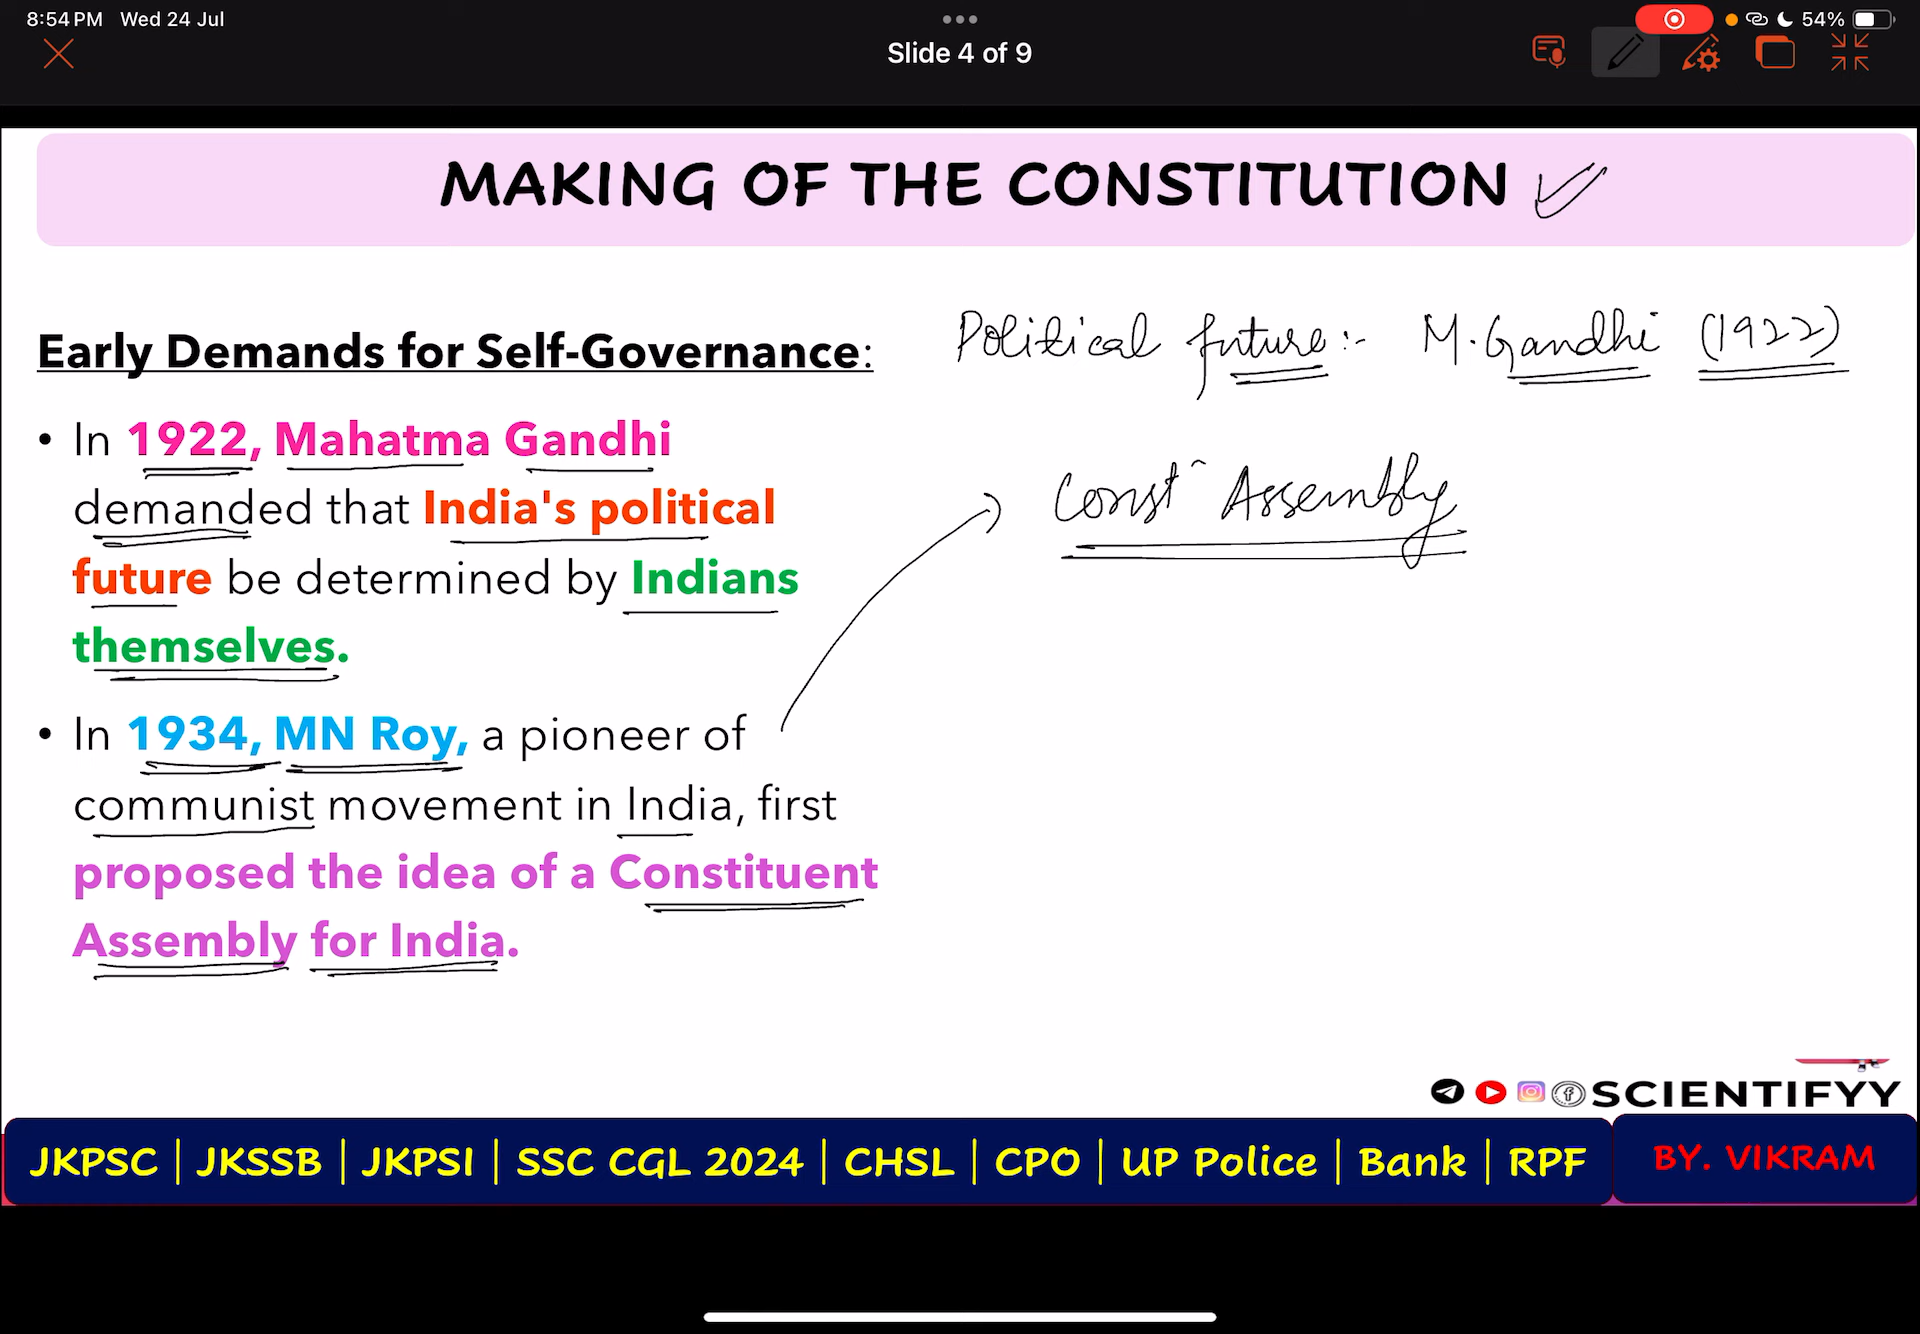 8:54 PM Wed 24 Jul
54%
Slide 4 of 9
MAKING OF THE CONSTITUTION
Early Demands for Self-Governance:
• In 1922, Mahatma Gandhi
demanded that India's political
future be determined by Indians
themselves.
• In 1934, MN Roy, a pioneer of
communist movement in India, first
proposed the idea of a Constituent
Assembly for India.
Political future:- M. Gandhi (1922)
Const Assembly
SCIENTIFYY
JKPSC | JKSSB | JKPSI | SSC CGL 2024 | CHSL | CPO | UP Police | Bank | RPF
BY. VIKRAM